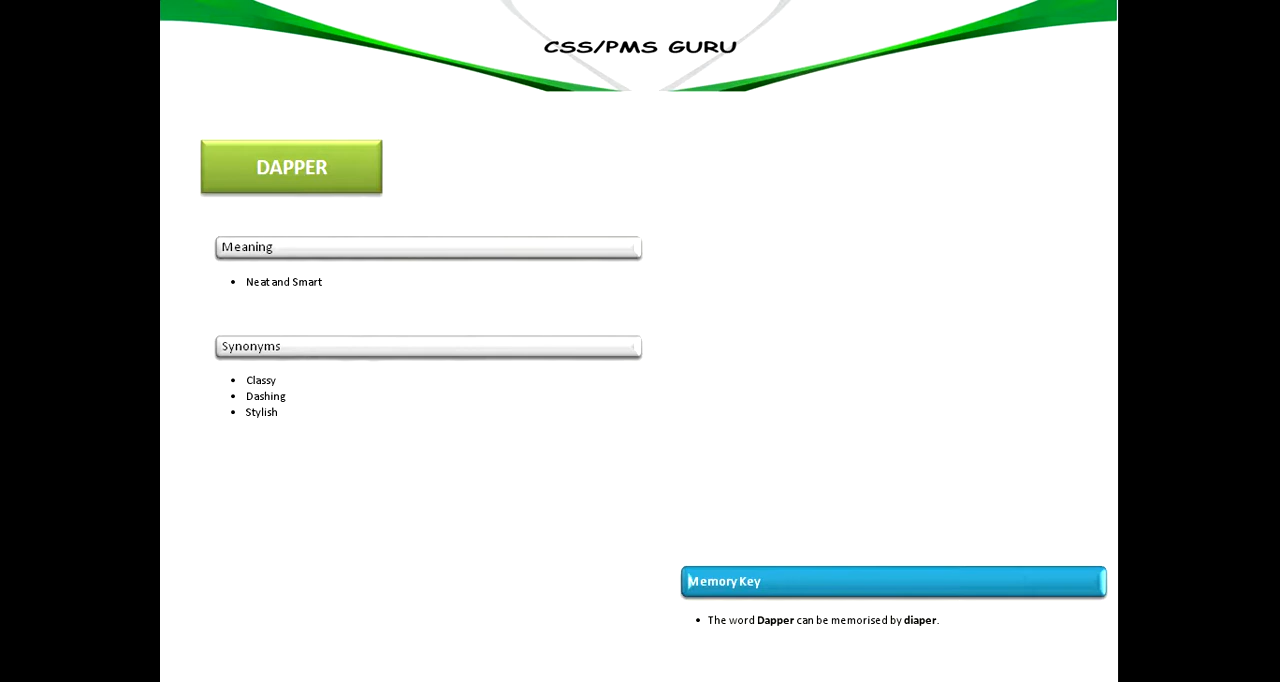 CSS/PMS GURU
DAPPER
Meaning
• Neat and Smart
Synonyms
• Classy
• Dashing
• Stylish
Memory Key
• The word Dapper can be memorised by diaper.